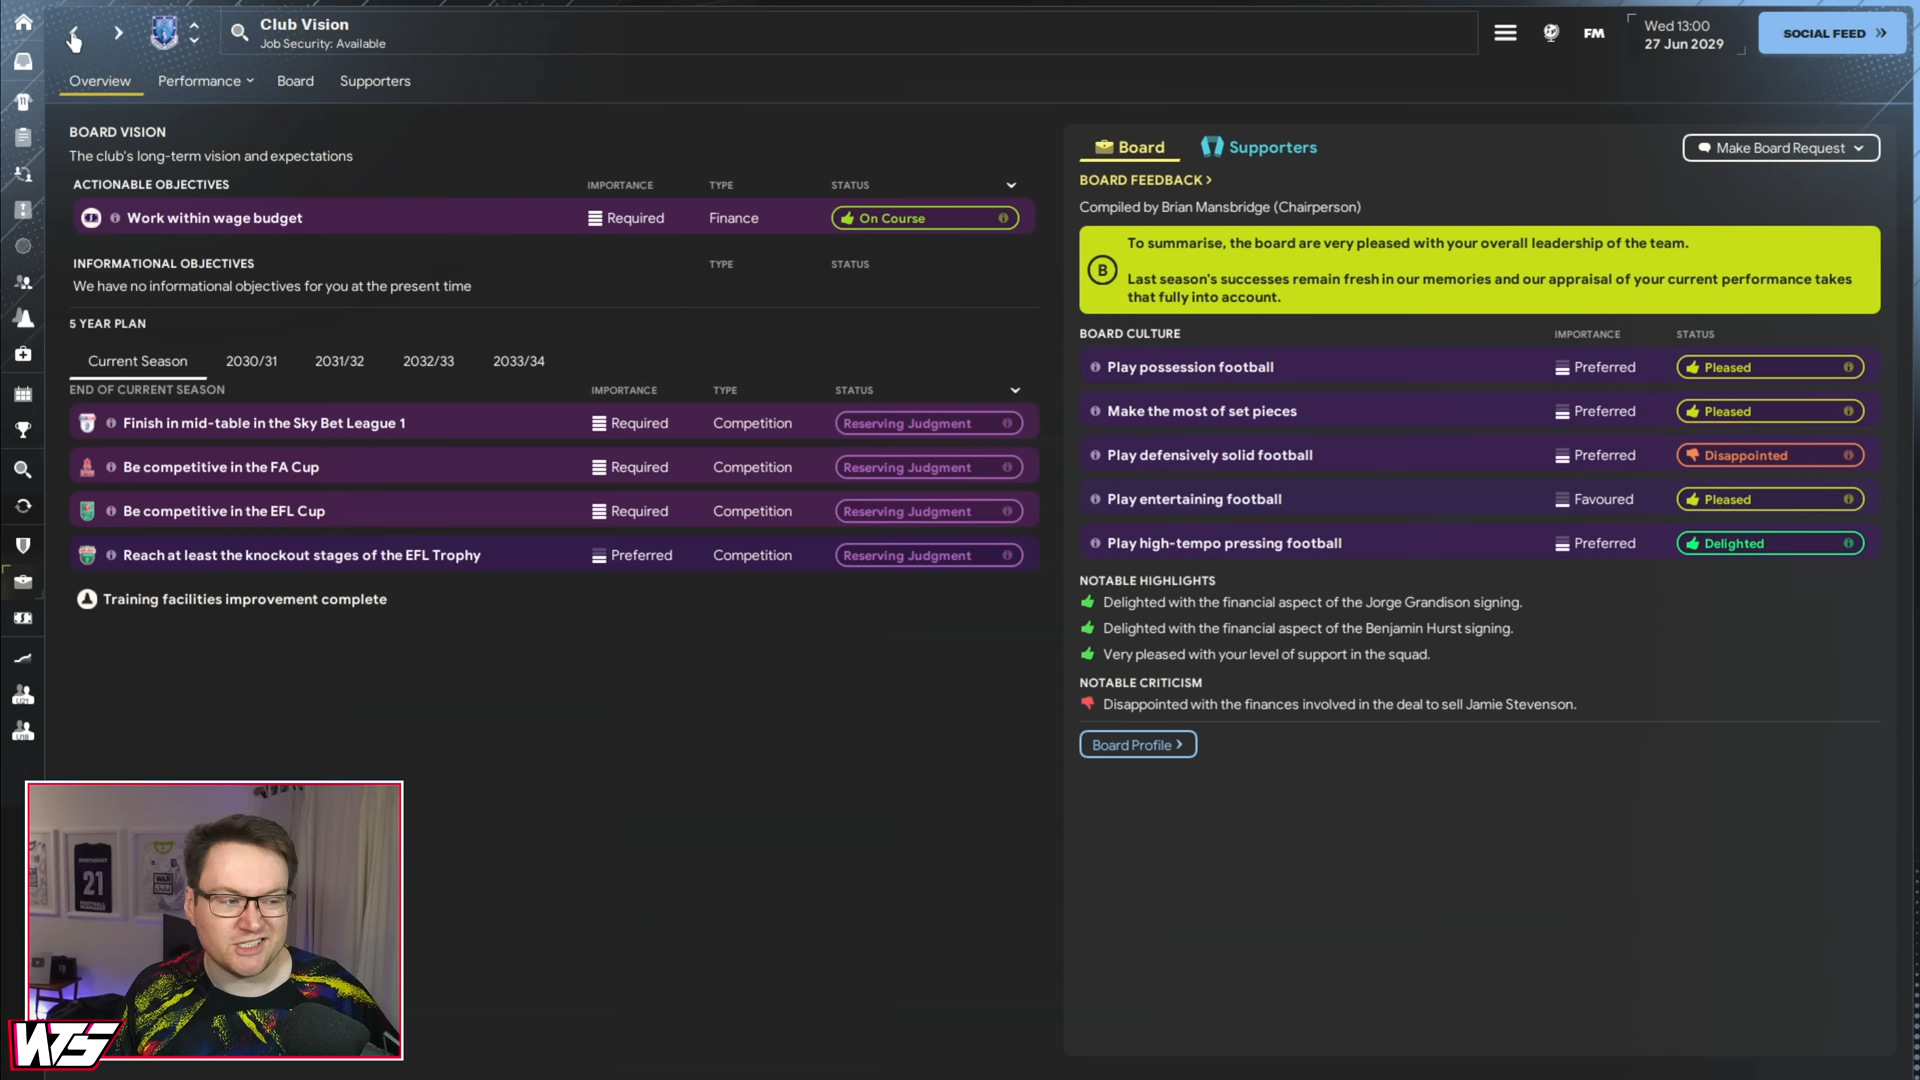 Club Vision
Job Security: Available
FM
Wed 13:00
27 Jun 2029
SOCIAL FEED
Overview
Performance
Board
Supporters
BOARD VISION
The club's long-term vision and expectations
ACTIONABLE OBJECTIVES IMPORTANCE TYPE STATUS
Work within wage budget Required Finance On Course
INFORMATIONAL OBJECTIVES TYPE STATUS
We have no informational objectives for you at the present time
5 YEAR PLAN
Current Season 2030/31 2031/32 2032/33 2033/34
END OF CURRENT SEASON IMPORTANCE TYPE STATUS
Finish in mid-table in the Sky Bet League 1 Required Competition Reserving Judgment
Be competitive in the FA Cup Required Competition Reserving Judgment
Be competitive in the EFL Cup Required Competition Reserving Judgment
Reach at least the knockout stages of the EFL Trophy Preferred Competition Reserving Judgment
Training facilities improvement complete
Board
Supporters
Make Board Request
BOARD FEEDBACK >
Compiled by Brian Mansbridge (Chairperson)
B
To summarise, the board are very pleased with your overall leadership of the team.
Last season's successes remain fresh in our memories and our appraisal of your current performance takes
that fully into account.
BOARD CULTURE IMPORTANCE STATUS
Play possession football Preferred Pleased
Make the most of set pieces Preferred Pleased
Play defensively solid football Preferred Disappointed
Play entertaining football Favoured Pleased
Play high-tempo pressing football Preferred Delighted
NOTABLE HIGHLIGHTS
Delighted with the financial aspect of the Jorge Grandison signing.
Delighted with the financial aspect of the Benjamin Hurst signing.
Very pleased with your level of support in the squad.
NOTABLE CRITICISM
Disappointed with the finances involved in the deal to sell Jamie Stevenson.
Board Profile >
U21
U18
21
WTS